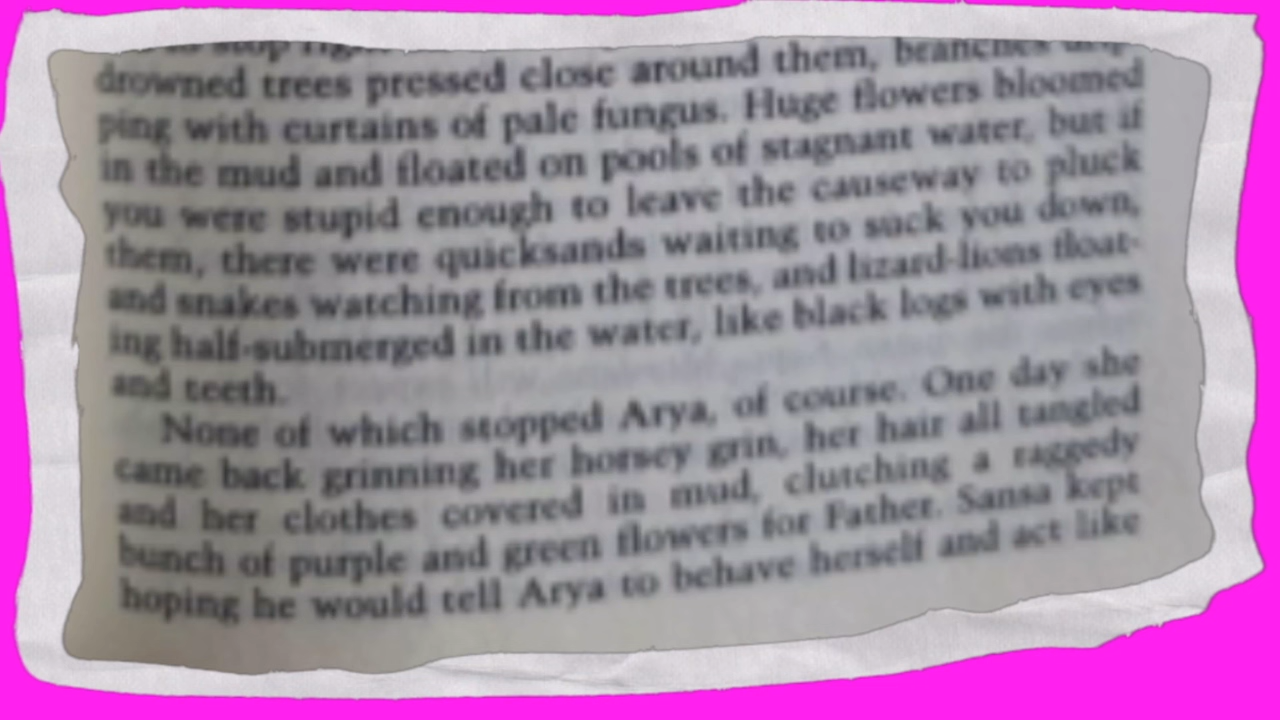 stop
drowned trees pressed close around them, branches drip-
ping with curtains of pale fungus. Huge flowers bloomed
in the mud and floated on pools of stagnant water, but if
you were stupid enough to leave the causeway to pluck
them, there were quicksands waiting to suck you down,
and snakes watching from the trees, and lizard-lions float-
ing half-submerged in the water, like black logs with eyes
and teeth.
None of which stopped Arya, of course. One day she
came back grinning her horsey grin, her hair all tangled
and her clothes covered in mud, clutching a raggedy
bunch of purple and green flowers for Father. Sansa kept
hoping he would tell Arya to behave herself and act like